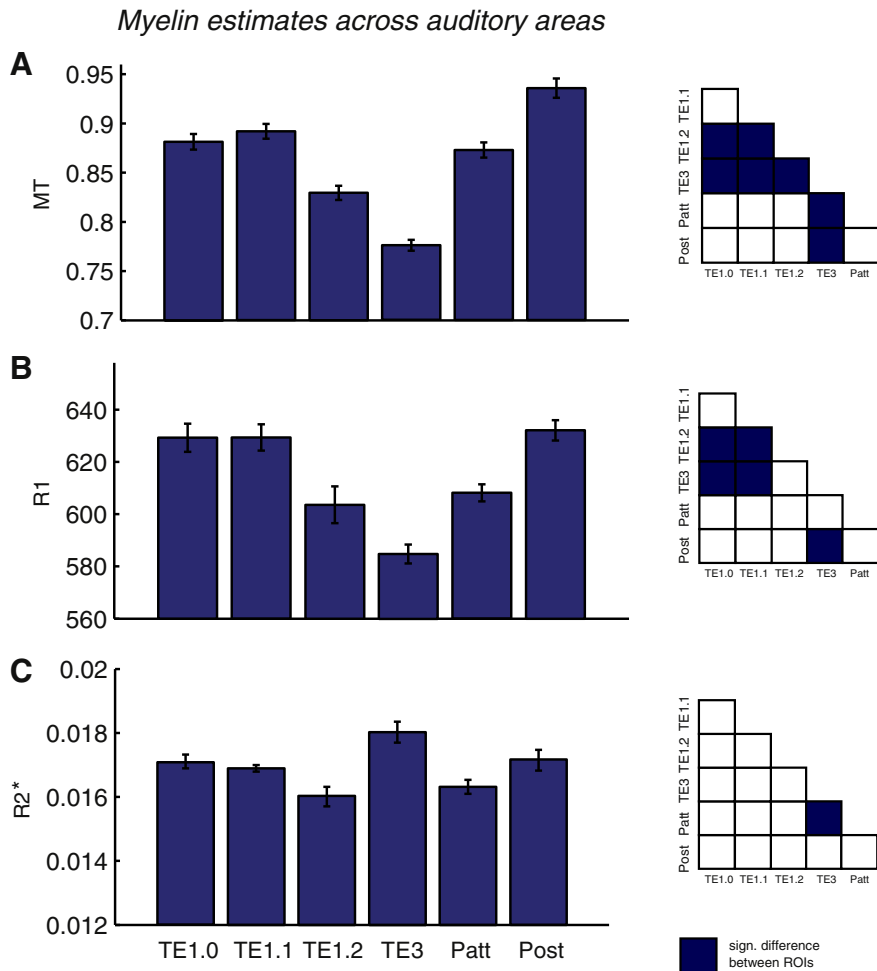 Myelin estimates across auditory areas
A
MT
0.95
0.9
0.85
0.8
0.75
0.7
TE1.1
TE1.2
TE3
Patt
Post
TE1.0 TE1.1 TE1.2 TE3 Patt
B
R1
640
620
600
580
560
TE1.1
TE1.2
TE3
Patt
Post
TE1.0 TE1.1 TE1.2 TE3 Patt
C
R2*
0.02
0.018
0.016
0.014
0.012
TE1.0 TE1.1 TE1.2 TE3 Patt Post
TE1.1
TE1.2
TE3
Patt
Post
TE1.0 TE1.1 TE1.2 TE3 Patt
sign. difference
between ROIs